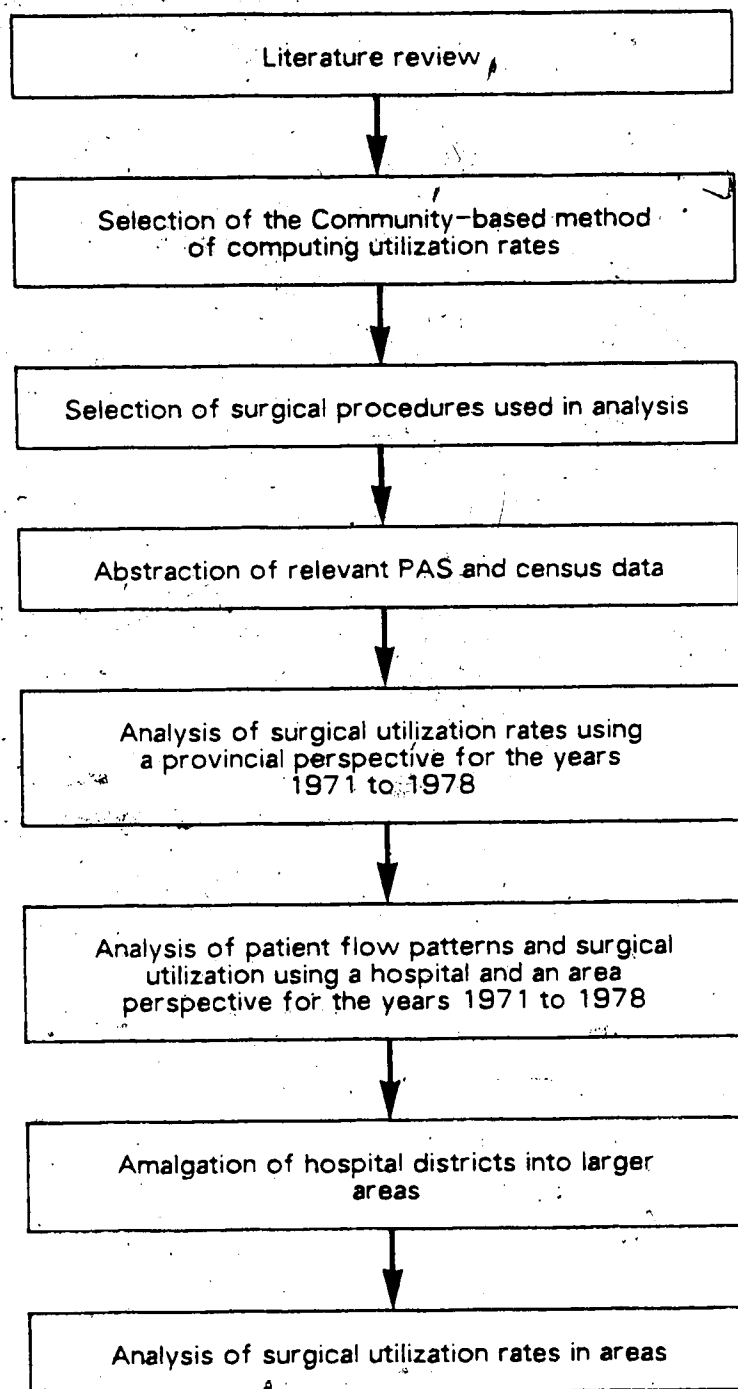 Literature review
Selection of the Community-based method
of computing utilization rates
Selection of surgical procedures used in analysis
Abstraction of relevant PAS and census data
Analysis of surgical utilization rates using
a provincial perspective for the years
1971 to 1978
Analysis of patient flow patterns and surgical
utilization using a hospital and an area
perspective for the years 1971 to 1978
Amalgation of hospital districts into larger
areas
Analysis of surgical utilization rates in areas